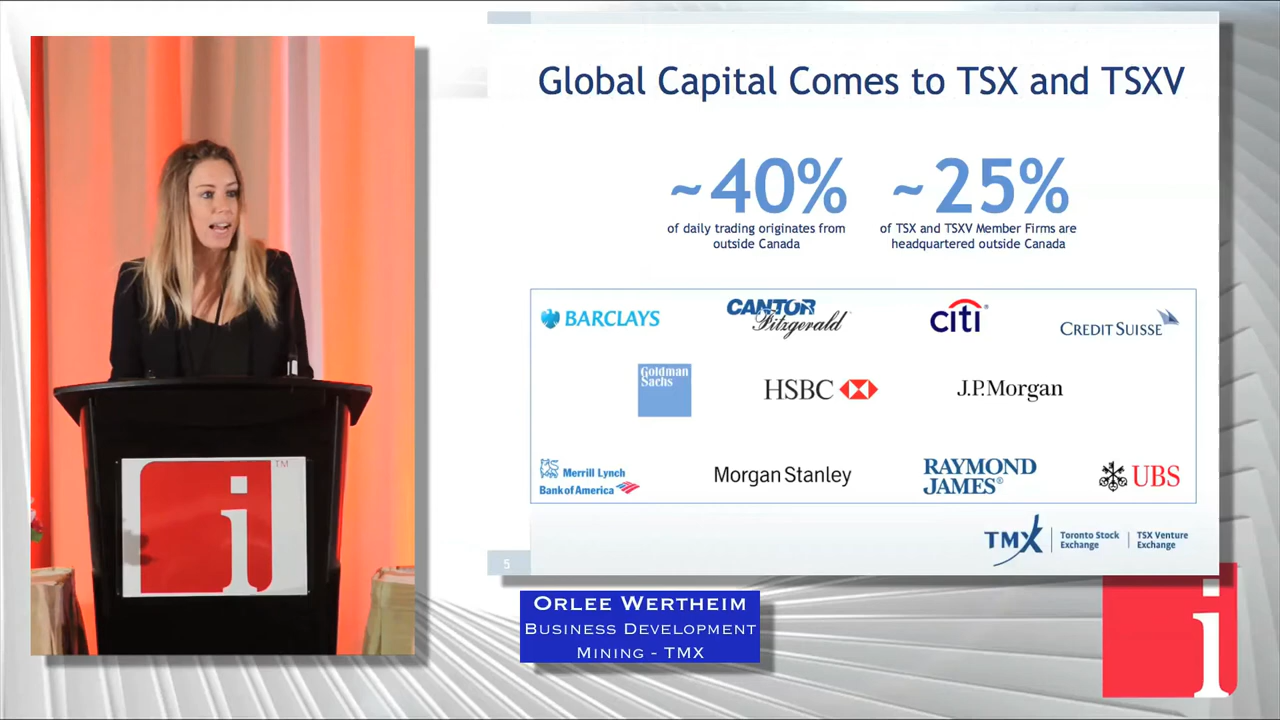 Global Capital Comes to TSX and TSXV
~40%
of daily trading originates from
outside Canada
~25%
of TSX and TSXV Member Firms are
headquartered outside Canada
BARCLAYS
CANTOR
Fitzgerald
citi®
CREDIT SUISSE
Goldman
Sachs
HSBC
J.P.Morgan
Merrill Lynch
Bank of America
Morgan Stanley
RAYMOND
JAMES®
UBS
TMX
Toronto Stock
Exchange
TSX Venture
Exchange
5
i
TM
ORLEE WERTHEIM
BUSINESS DEVELOPMENT
MINING - TMX
i